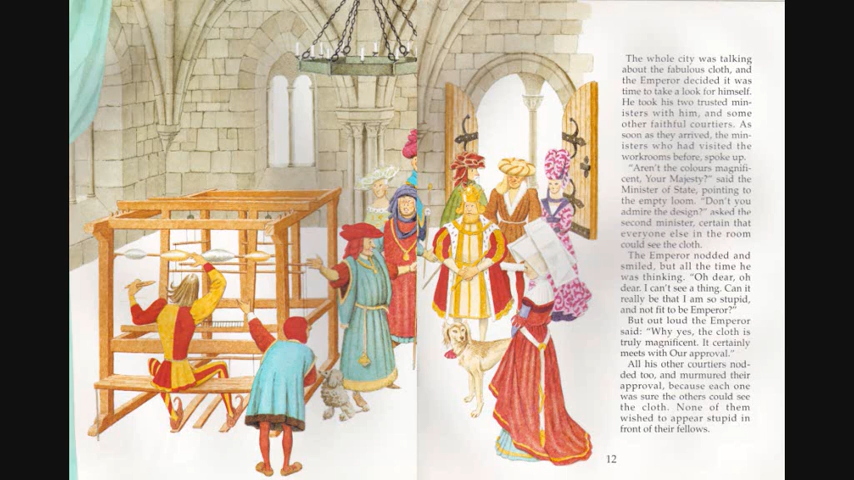 The whole city was talking
about the fabulous cloth, and
the Emperor decided it was
time to take a look for himself.
He took his two trusted min-
isters with him, and some
other faithful courtiers. As
soon as they arrived, the min-
isters who had visited the
workrooms before, spoke up.
"Aren't the colours magnifi-
cent, Your Majesty?" said the
Minister of State, pointing to
the empty loom. "Don't you
admire the design?" asked the
second minister, certain that
everyone else in the room
could see the cloth.
The Emperor nodded and
smiled, but all the time he
was thinking. "Oh dear, oh
dear. I can't see a thing. Can it
really be that I am so stupid,
and not fit to be Emperor?"
But out loud the Emperor
said: "Why yes, the cloth is
truly magnificent. It certainly
meets with Our approval."
All his other courtiers nod-
ded too, and murmured their
approval, because each one
was sure the others could see
the cloth. None of them
wished to appear stupid in
front of their fellows.
12